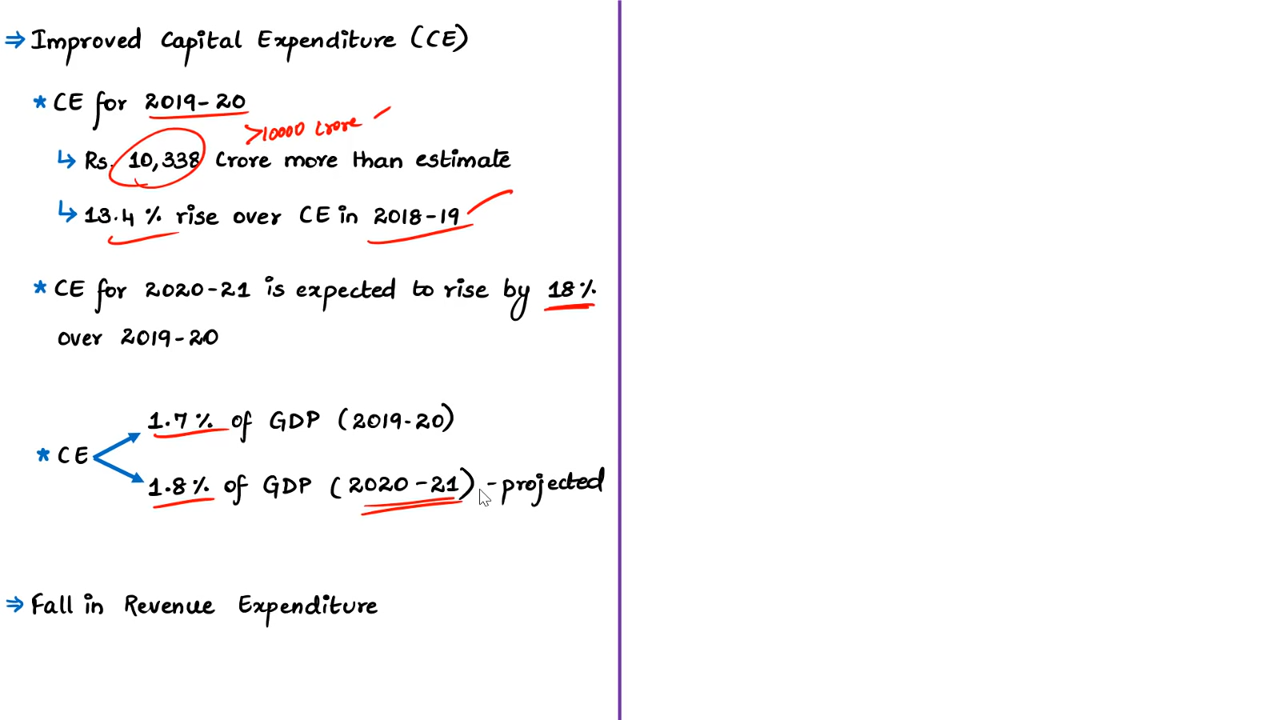 ⇒ Improved Capital Expenditure (CE)
* CE for 2019-20
>10000 crore
↳ Rs. 10,338 Crore more than estimate
↳ 13.4 % rise over CE in 2018-19
* CE for 2020-21 is expected to rise by 18%
over 2019-20
1.7 % of GDP (2019-20)
* CE
1.8% of GDP (2020-21) - projected
⇒ Fall in Revenue Expenditure